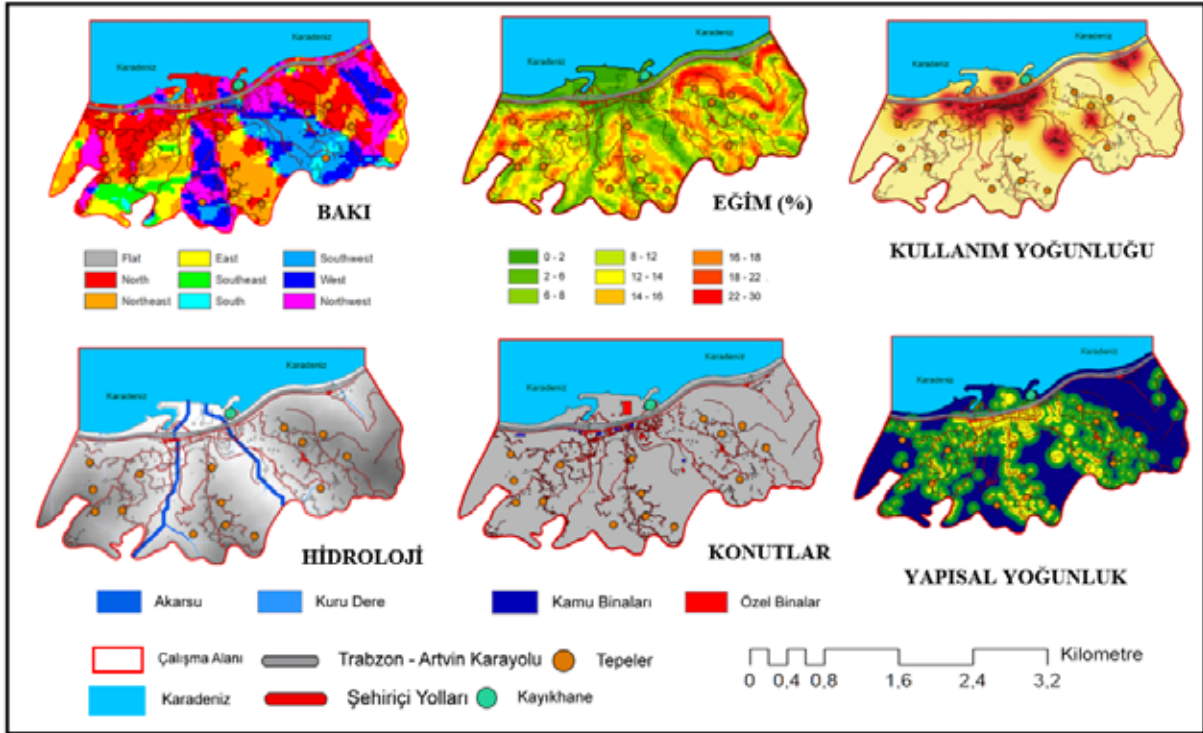 Karadeniz
Karadeniz
Karadeniz
Karadeniz
Karadeniz
Karadeniz
BAKI
EĞİM (%)
KULLANIM YOĞUNLUĞU
Flat
East
Southwest
North
Southeast
West
Northeast
South
Northwest
0 - 2
8 - 12
16 - 18
2 - 6
12 - 14
18 - 22
6 - 8
14 - 16
22 - 30
Karadeniz
Karadeniz
Karadeniz
Karadeniz
Karadeniz
Karadeniz
HİDROLOJİ
KONUTLAR
YAPISAL YOĞUNLUK
Akarsu
Kuru Dere
Kamu Binaları
Özel Binalar
Çalışma Alanı
Trabzon - Artvin Karayolu
Tepeler
Karadeniz
Şehiriçi Yolları
Kayıkhane
Kilometre
0 0,4 0,8 1,6 2,4 3,2